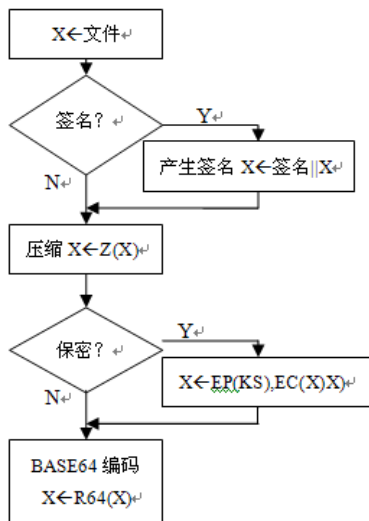 X←文件
签名?
Y
产生签名 X←签名||X
N
压缩 X←Z(X)
保密?
Y
X←EP(KS),EC(X)X)
N
BASE64 编码
X←R64(X)